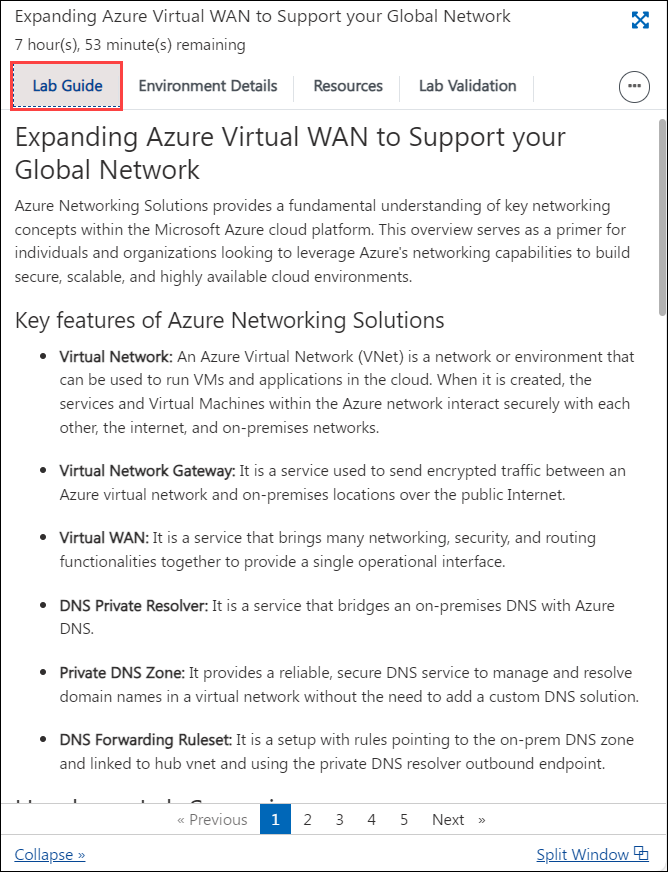 Expanding Azure Virtual WAN to Support your Global Network
7 hour(s), 53 minute(s) remaining
Lab Guide
Environment Details
Resources
Lab Validation
Expanding Azure Virtual WAN to Support your
Global Network
Azure Networking Solutions provides a fundamental understanding of key networking
concepts within the Microsoft Azure cloud platform. This overview serves as a primer for
individuals and organizations looking to leverage Azure's networking capabilities to build
secure, scalable, and highly available cloud environments.
Key features of Azure Networking Solutions
• Virtual Network: An Azure Virtual Network (VNet) is a network or environment that
can be used to run VMs and applications in the cloud. When it is created, the
services and Virtual Machines within the Azure network interact securely with each
other, the internet, and on-premises networks.
• Virtual Network Gateway: It is a service used to send encrypted traffic between an
Azure virtual network and on-premises locations over the public Internet.
• Virtual WAN: It is a service that brings many networking, security, and routing
functionalities together to provide a single operational interface.
• DNS Private Resolver: It is a service that bridges an on-premises DNS with Azure
DNS.
• Private DNS Zone: It provides a reliable, secure DNS service to manage and resolve
domain names in a virtual network without the need to add a custom DNS solution.
• DNS Forwarding Ruleset: It is a setup with rules pointing to the on-prem DNS zone
and linked to hub vnet and using the private DNS resolver outbound endpoint.
« Previous 1 2 3 4 5 Next »
Collapse »
Split Window